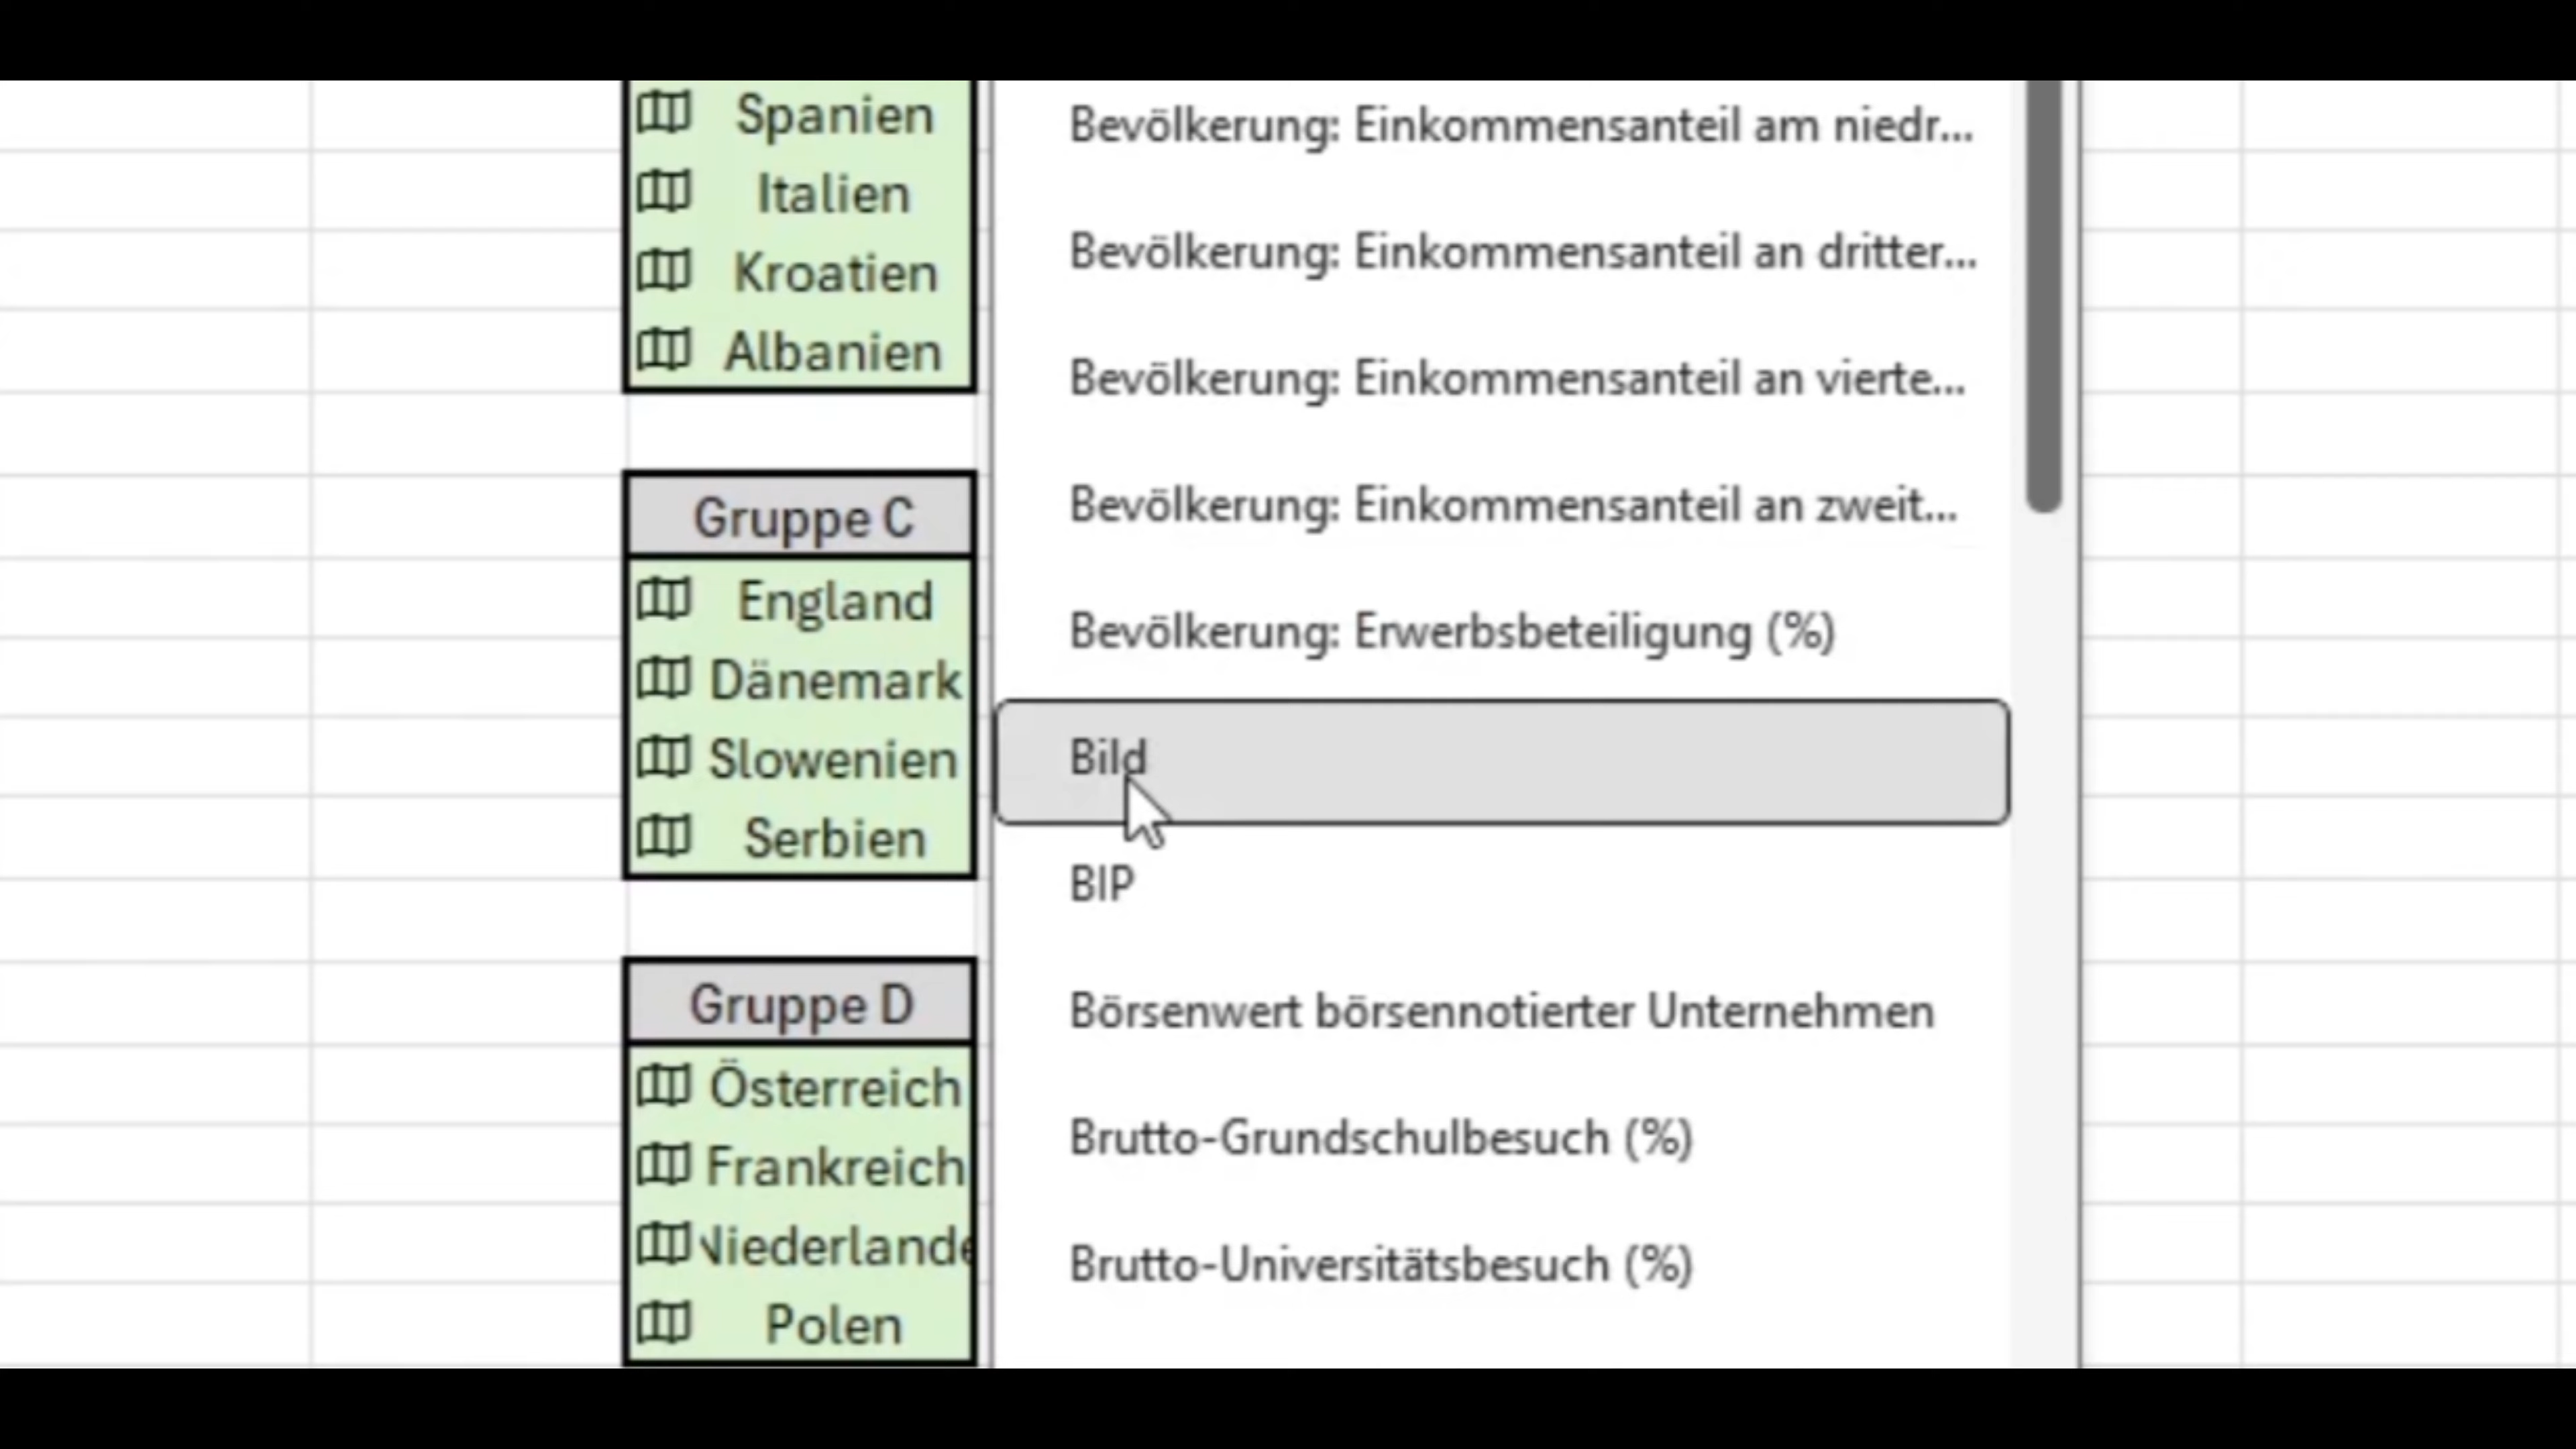 Spanien
Italien
Kroatien
Albanien
Gruppe C
England
Dänemark
Slowenien
Serbien
Gruppe D
Österreich
Frankreich
Niederlande
Polen
Bevölkerung: Einkommensanteil am niedr...
Bevölkerung: Einkommensanteil an dritter...
Bevölkerung: Einkommensanteil an vierte...
Bevölkerung: Einkommensanteil an zweit...
Bevölkerung: Erwerbsbeteiligung (%)
Bild
BIP
Börsenwert börsennotierter Unternehmen
Brutto-Grundschulbesuch (%)
Brutto-Universitätsbesuch (%)